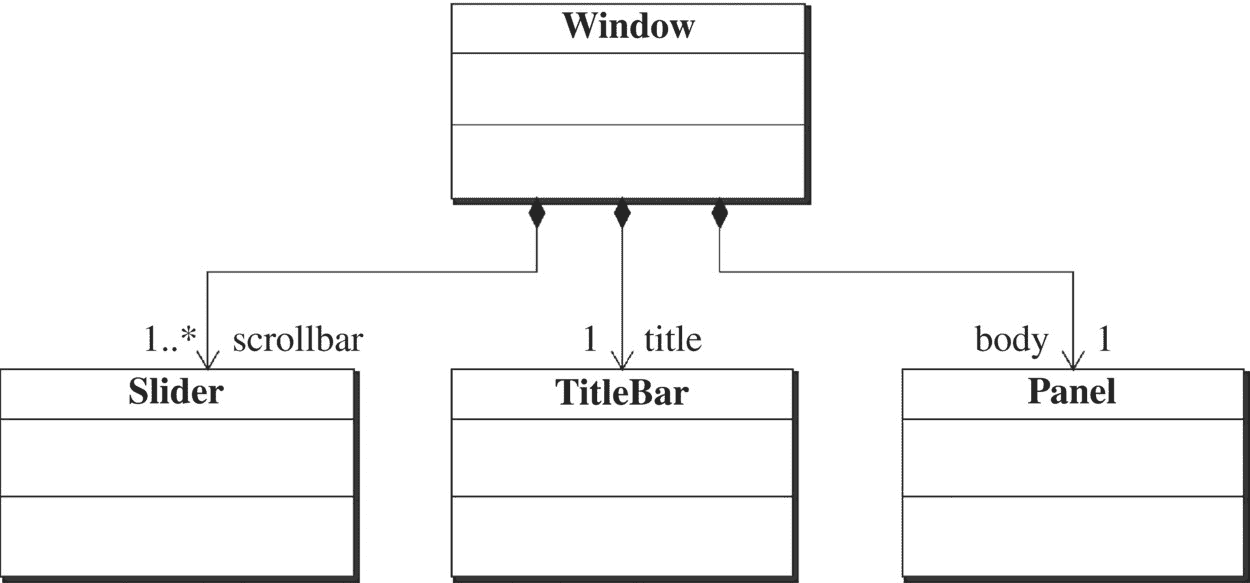 Window
1..* scrollbar
1 title
body 1
Slider
TitleBar
Panel